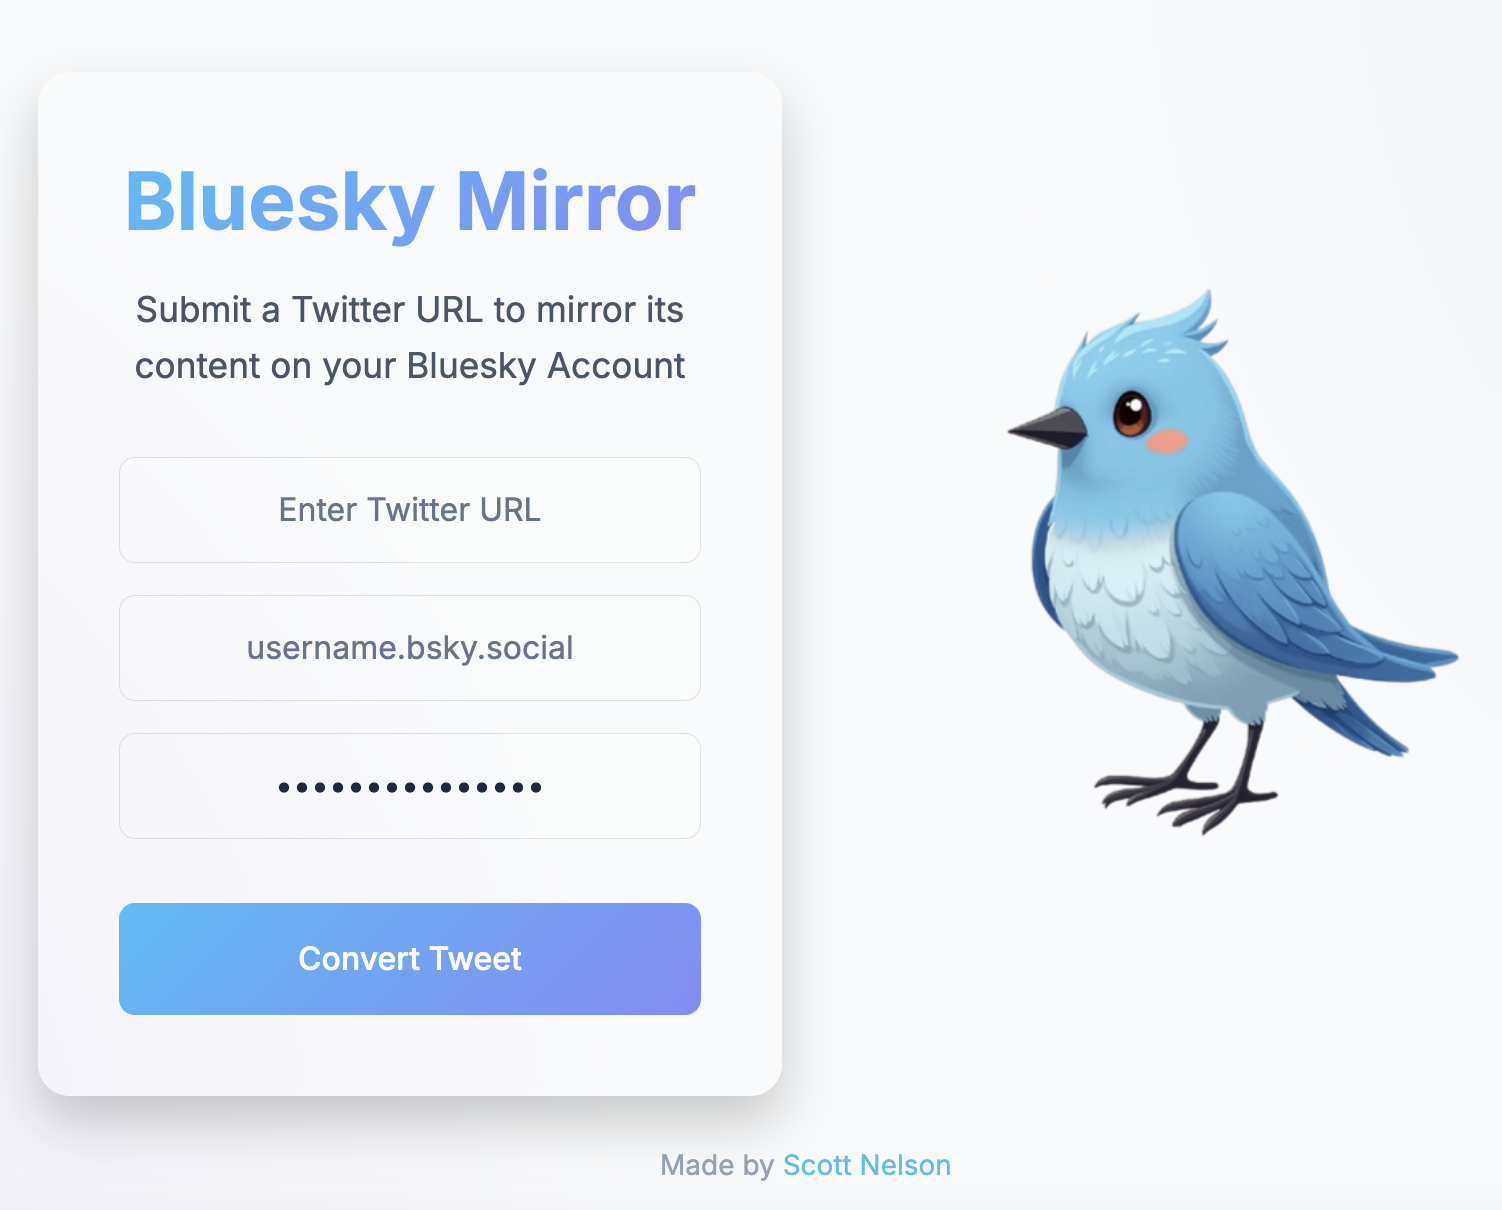 Bluesky Mirror
Submit a Twitter URL to mirror its
content on your Bluesky Account
Enter Twitter URL
username.bsky.social
•••••••••••••••
Convert Tweet
Made by Scott Nelson